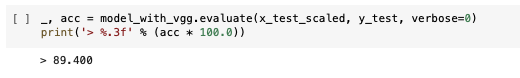 [ ] _, acc = model_with_vgg.evaluate(x_test_scaled, y_test, verbose=0)
print('> %.3f' % (acc * 100.0))
> 89.400